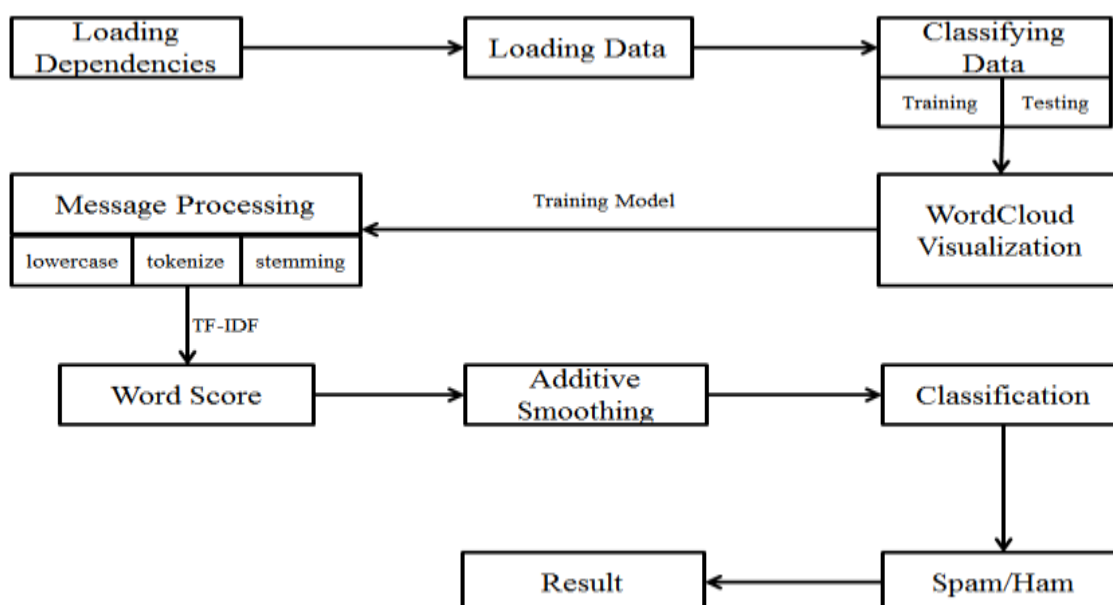 Loading
Dependencies
Loading Data
Classifying
Data
Training
Testing
Message Processing
lowercase
tokenize
stemming
Training Model
WordCloud
Visualization
TF-IDF
Word Score
Additive
Smoothing
Classification
Result
Spam/Ham